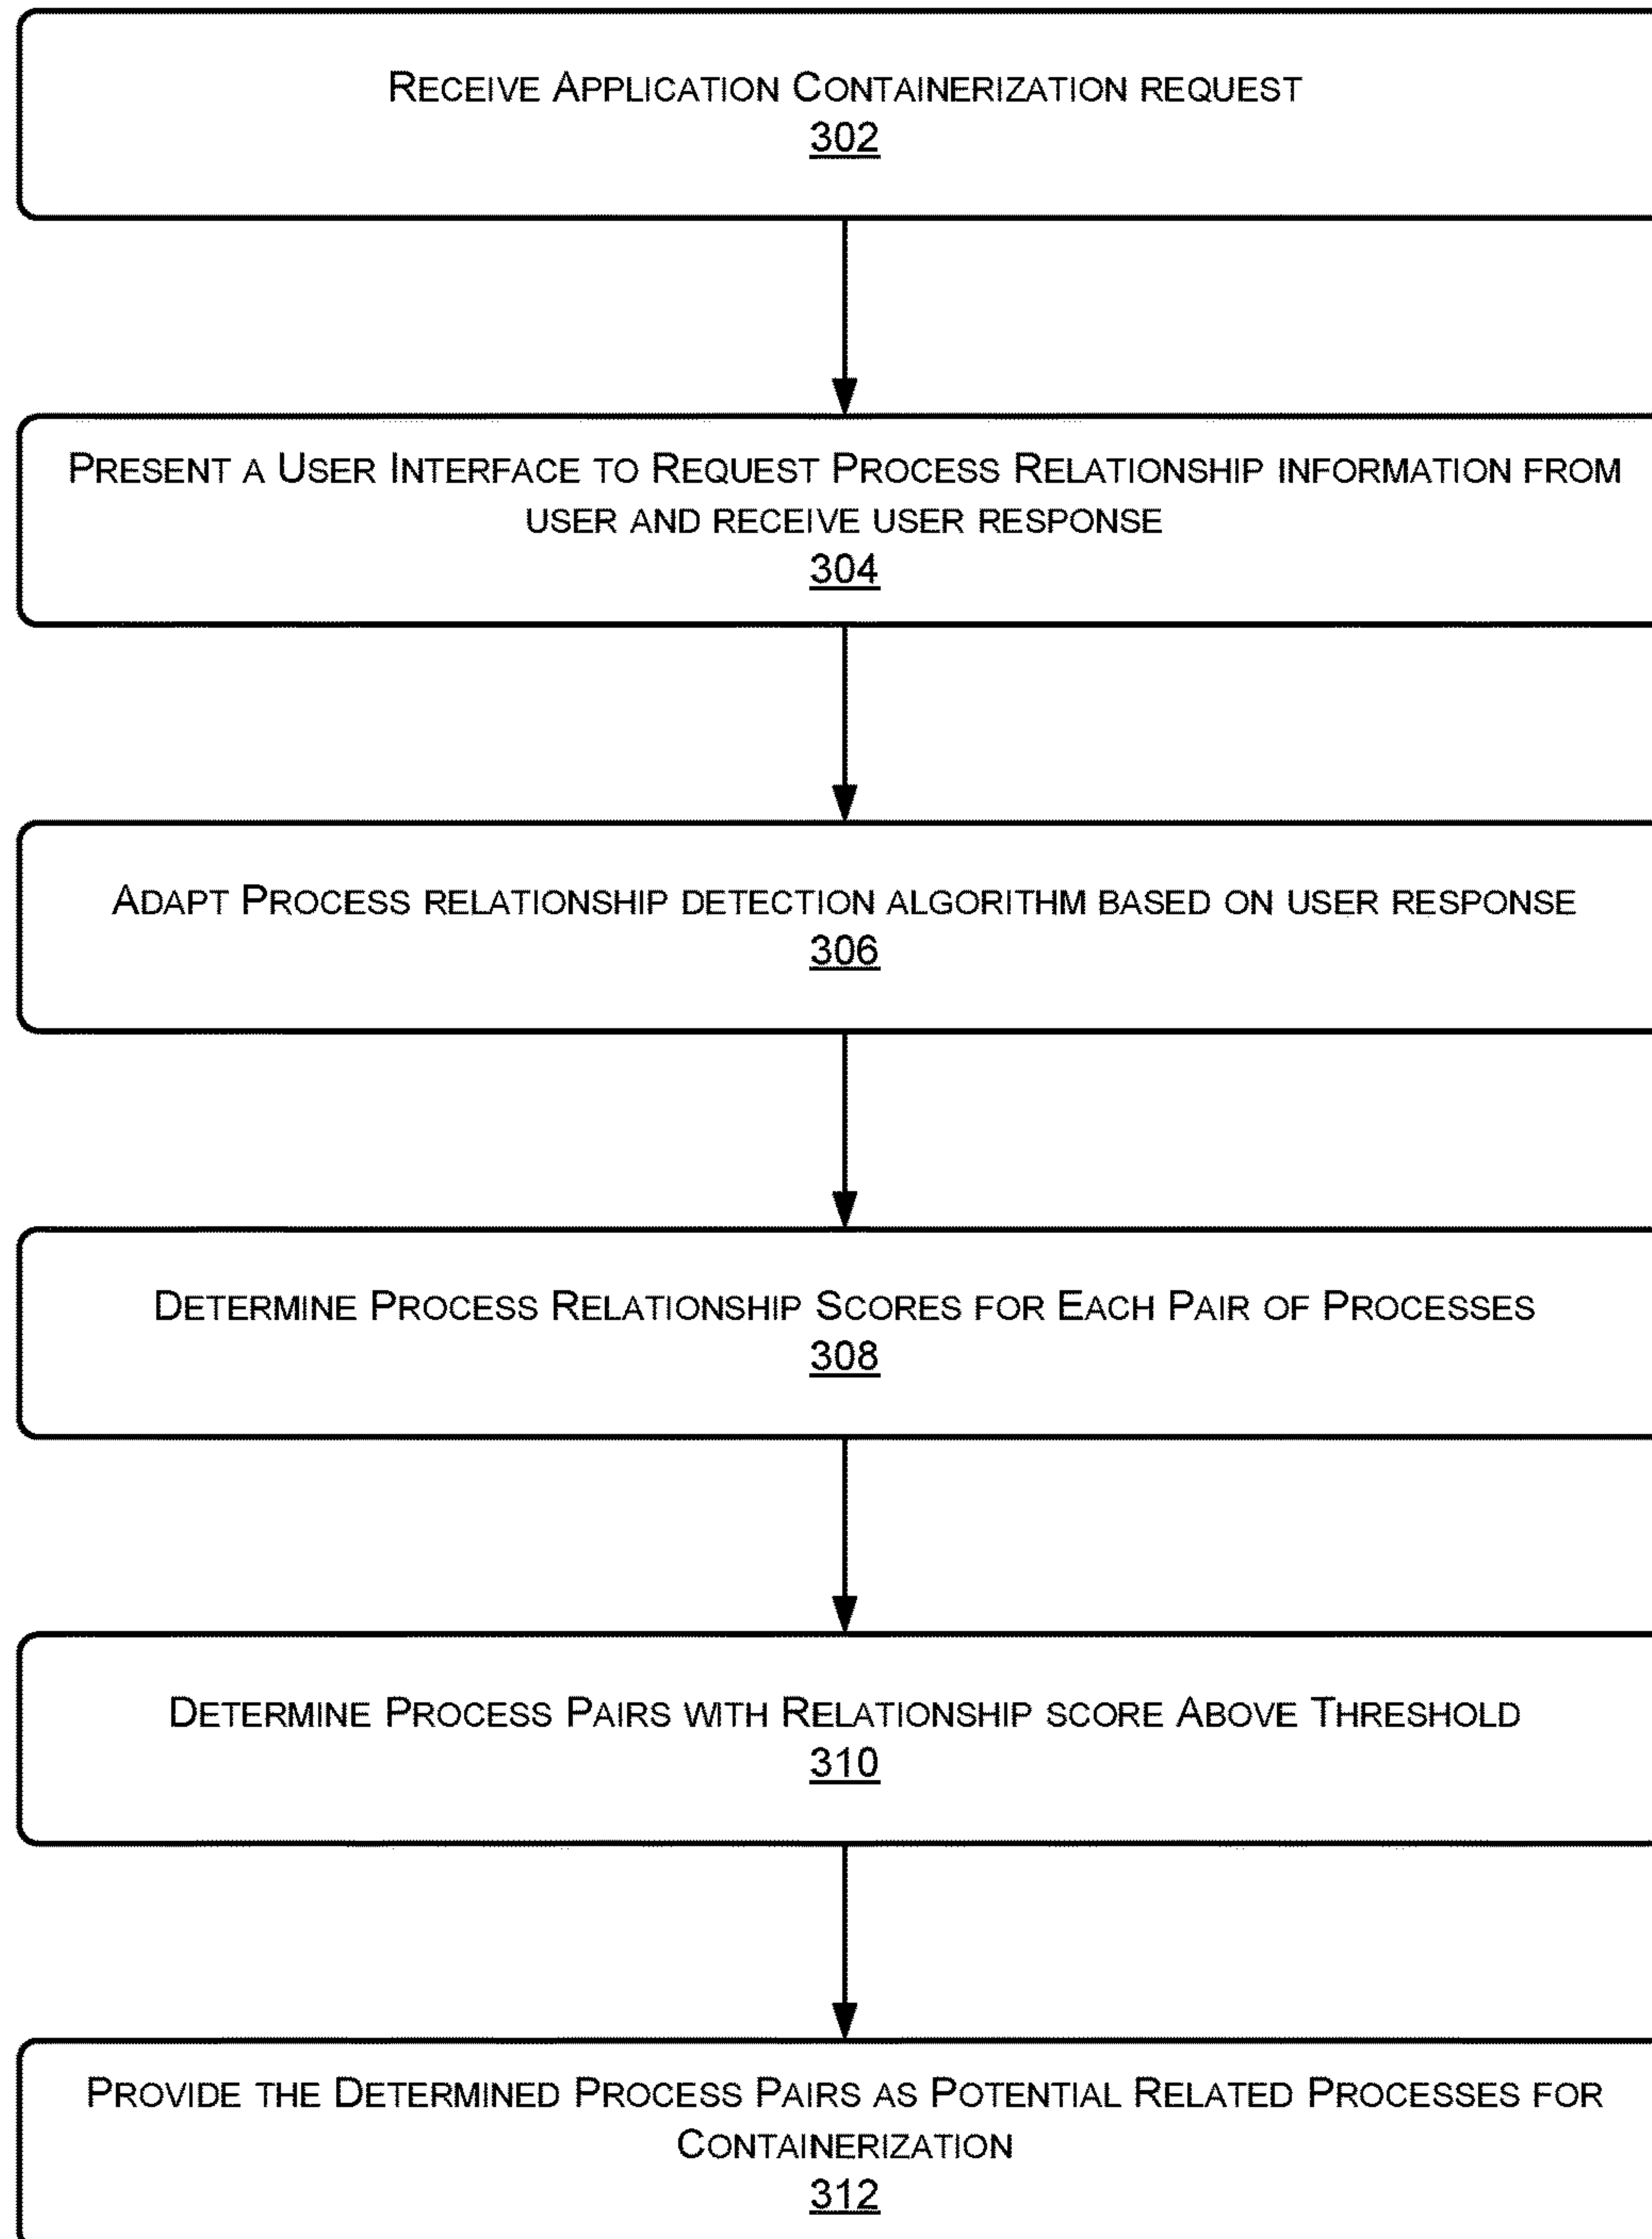 Receive Application Containerization request
302
Present a User Interface to Request Process Relationship information from
user and receive user response
304
Adapt Process relationship detection algorithm based on user response
306
Determine Process Relationship Scores for Each Pair of Processes
308
Determine Process Pairs with Relationship score Above Threshold
310
Provide the Determined Process Pairs as Potential Related Processes for
Containerization
312